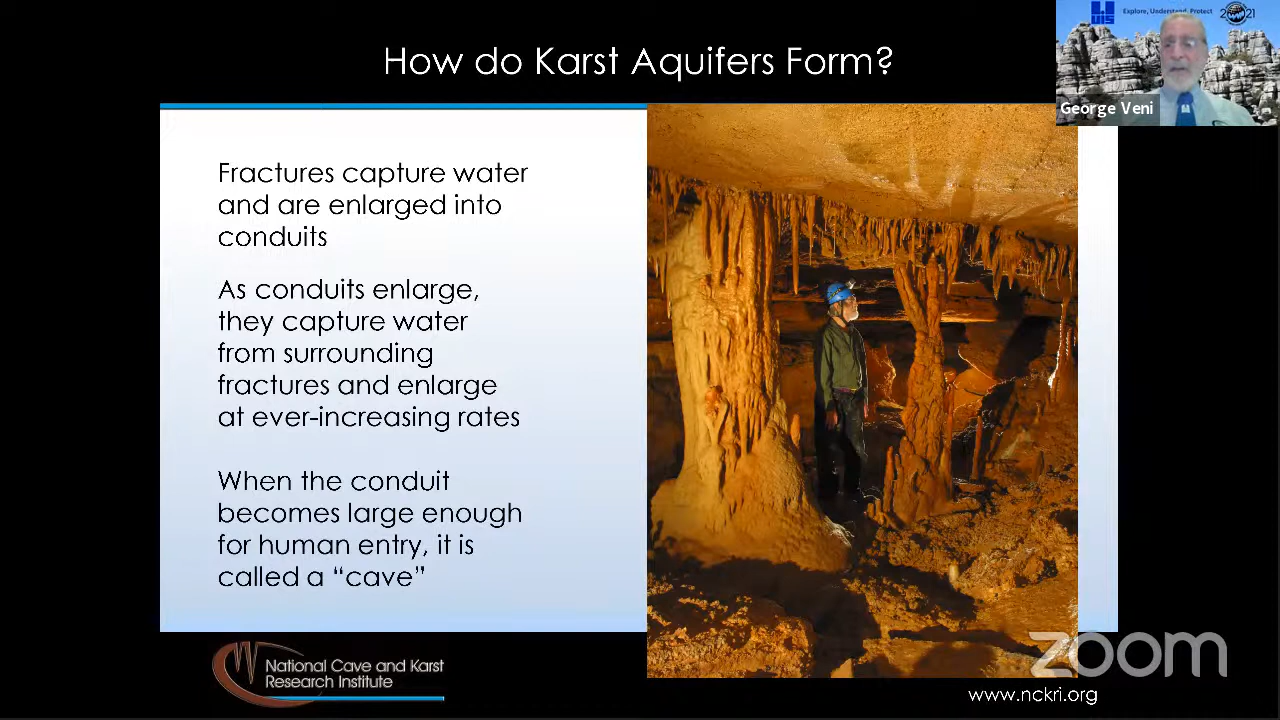 How do Karst Aquifers Form?
Explore, Understand, Protect
UIS
2021
George Veni
Fractures capture water
and are enlarged into
conduits
As conduits enlarge,
they capture water
from surrounding
fractures and enlarge
at ever-increasing rates
When the conduit
becomes large enough
for human entry, it is
called a “cave”
National Cave and Karst
Research Institute
zoom
www.nckri.org